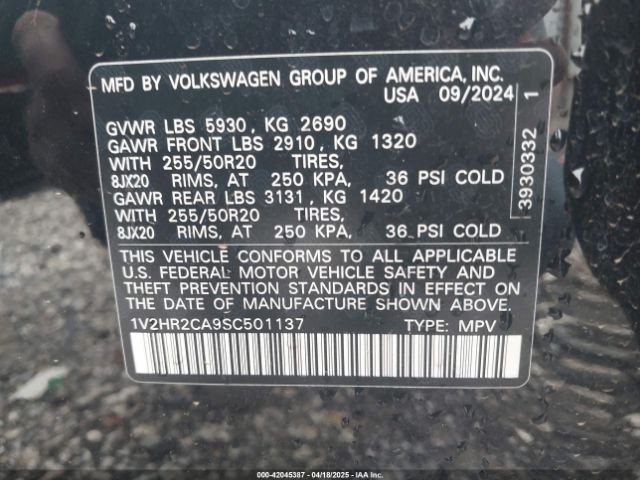 MFD BY VOLKSWAGEN GROUP OF AMERICA, INC.
USA 09/2024
GVWR LBS 5930, KG 2690
GAWR FRONT LBS 2910, KG 1320
WITH 255/50R20 TIRES,
8JX20 RIMS, AT 250 KPA, 36 PSI COLD
GAWR REAR LBS 3131, KG 1420
WITH 255/50R20 TIRES,
8JX20 RIMS, AT 250 KPA, 36 PSI COLD
THIS VEHICLE CONFORMS TO ALL APPLICABLE
U.S. FEDERAL MOTOR VEHICLE SAFETY AND
THEFT PREVENTION STANDARDS IN EFFECT ON
THE DATE OF MANUFACTURE SHOWN ABOVE.
1V2HR2CA9SC501137 TYPE: MPV
3930332 1
000-42045387 - 04/18/2025 - IAA Inc.